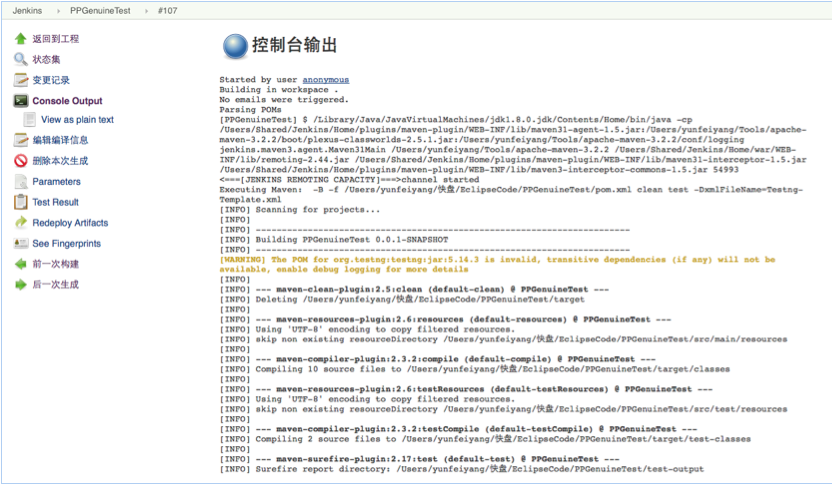 Jenkins PPGenuineTest #107
返回到工程
状态集
变更记录
Console Output
View as plain text
编辑编译信息
删除本次生成
Parameters
Test Result
Redeploy Artifacts
See Fingerprints
前一次构建
后一次生成
控制台输出
Started by user anonymous
Building in workspace .
No emails were triggered.
Parsing POMs
[PPGenuineTest] $ /Library/Java/JavaVirtualMachines/jdk1.8.0.jdk/Contents/Home/bin/java -cp
/Users/Shared/Jenkins/Home/plugins/maven-plugin/WEB-INF/lib/maven31-agent-1.5.jar:/Users/yunfeiyang/Tools/apache-
maven-3.2.2/boot/plexus-classworlds-2.5.1.jar:/Users/yunfeiyang/Tools/apache-maven-3.2.2/conf/logging
jenkins.maven3.agent.Maven31Main /Users/yunfeiyang/Tools/apache-maven-3.2.2 /Users/Shared/Jenkins/Home/war/WEB-
INF/lib/remoting-2.44.jar /Users/Shared/Jenkins/Home/plugins/maven-plugin/WEB-INF/lib/maven31-interceptor-1.5.jar
/Users/Shared/Jenkins/Home/plugins/maven-plugin/WEB-INF/lib/maven3-interceptor-commons-1.5.jar 54993
<===[JENKINS REMOTING CAPACITY]===>channel started
Executing Maven: -B -f /Users/yunfeiyang/快盘/EclipseCode/PPGenuineTest/pom.xml clean test -DxmlFileName=Testng-
Template.xml
[INFO] Scanning for projects...
[INFO]
[INFO] ------------------------------------------------------------------------
[INFO] Building PPGenuineTest 0.0.1-SNAPSHOT
[INFO] ------------------------------------------------------------------------
[WARNING] The POM for org.testng:testng:jar:5.14.3 is invalid, transitive dependencies (if any) will not be
available, enable debug logging for more details
[INFO]
[INFO] --- maven-clean-plugin:2.5:clean (default-clean) @ PPGenuineTest ---
[INFO] Deleting /Users/yunfeiyang/快盘/EclipseCode/PPGenuineTest/target
[INFO]
[INFO] --- maven-resources-plugin:2.6:resources (default-resources) @ PPGenuineTest ---
[INFO] Using 'UTF-8' encoding to copy filtered resources.
[INFO] skip non existing resourceDirectory /Users/yunfeiyang/快盘/EclipseCode/PPGenuineTest/src/main/resources
[INFO]
[INFO] --- maven-compiler-plugin:2.3.2:compile (default-compile) @ PPGenuineTest ---
[INFO] Compiling 10 source files to /Users/yunfeiyang/快盘/EclipseCode/PPGenuineTest/target/classes
[INFO]
[INFO] --- maven-resources-plugin:2.6:testResources (default-testResources) @ PPGenuineTest ---
[INFO] Using 'UTF-8' encoding to copy filtered resources.
[INFO] skip non existing resourceDirectory /Users/yunfeiyang/快盘/EclipseCode/PPGenuineTest/src/test/resources
[INFO]
[INFO] --- maven-compiler-plugin:2.3.2:testCompile (default-testCompile) @ PPGenuineTest ---
[INFO] Compiling 2 source files to /Users/yunfeiyang/快盘/EclipseCode/PPGenuineTest/target/test-classes
[INFO]
[INFO] --- maven-surefire-plugin:2.17:test (default-test) @ PPGenuineTest ---
[INFO] Surefire report directory: /Users/yunfeiyang/快盘/EclipseCode/PPGenuineTest/test-output